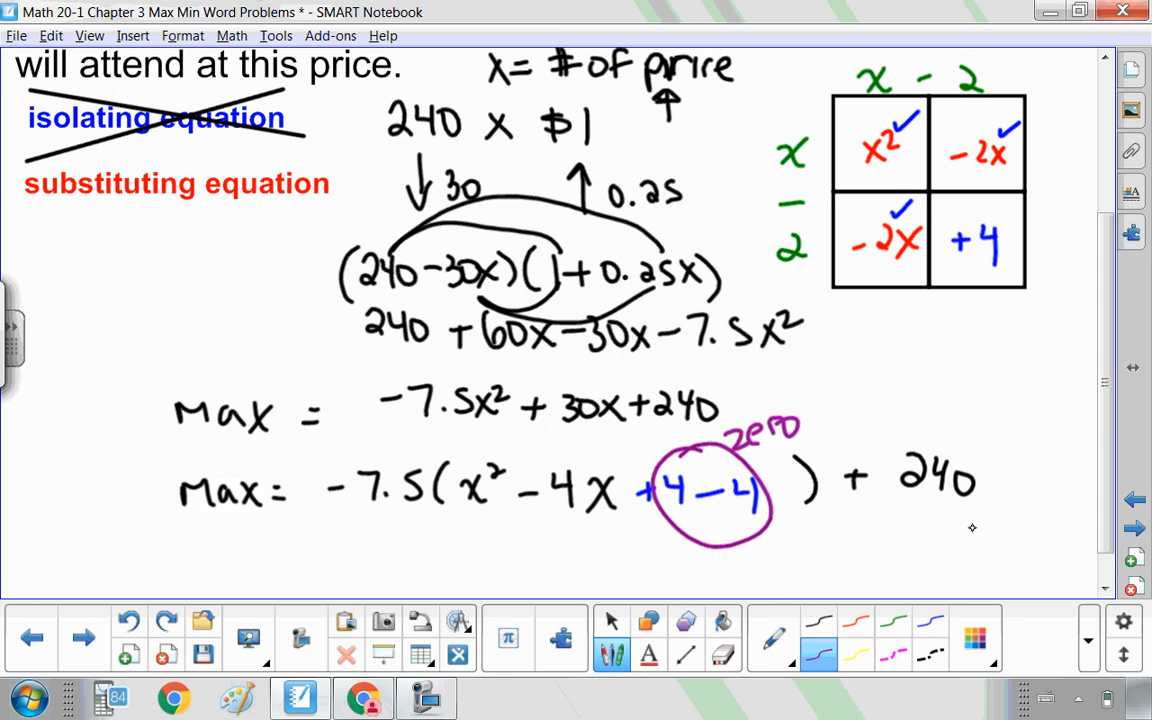 Math 20-1 Chapter 3 Max Min Word Problems * - SMART Notebook
File Edit View Insert Format Math Tools Add-ons Help
will attend at this price.
x = # of price ↑
isolating equation
240 x $1
substituting equation
↓ 30 ↑ 0.25
(240-30x)(1+0.25x)
240 + 60x - 30x - 7.5x²
Max = -7.5x² + 30x + 240
zero
Max = -7.5(x² - 4x + 4 - 4) + 240
x - 2
x x² -2x
-
2 -2x +4
π
A
84